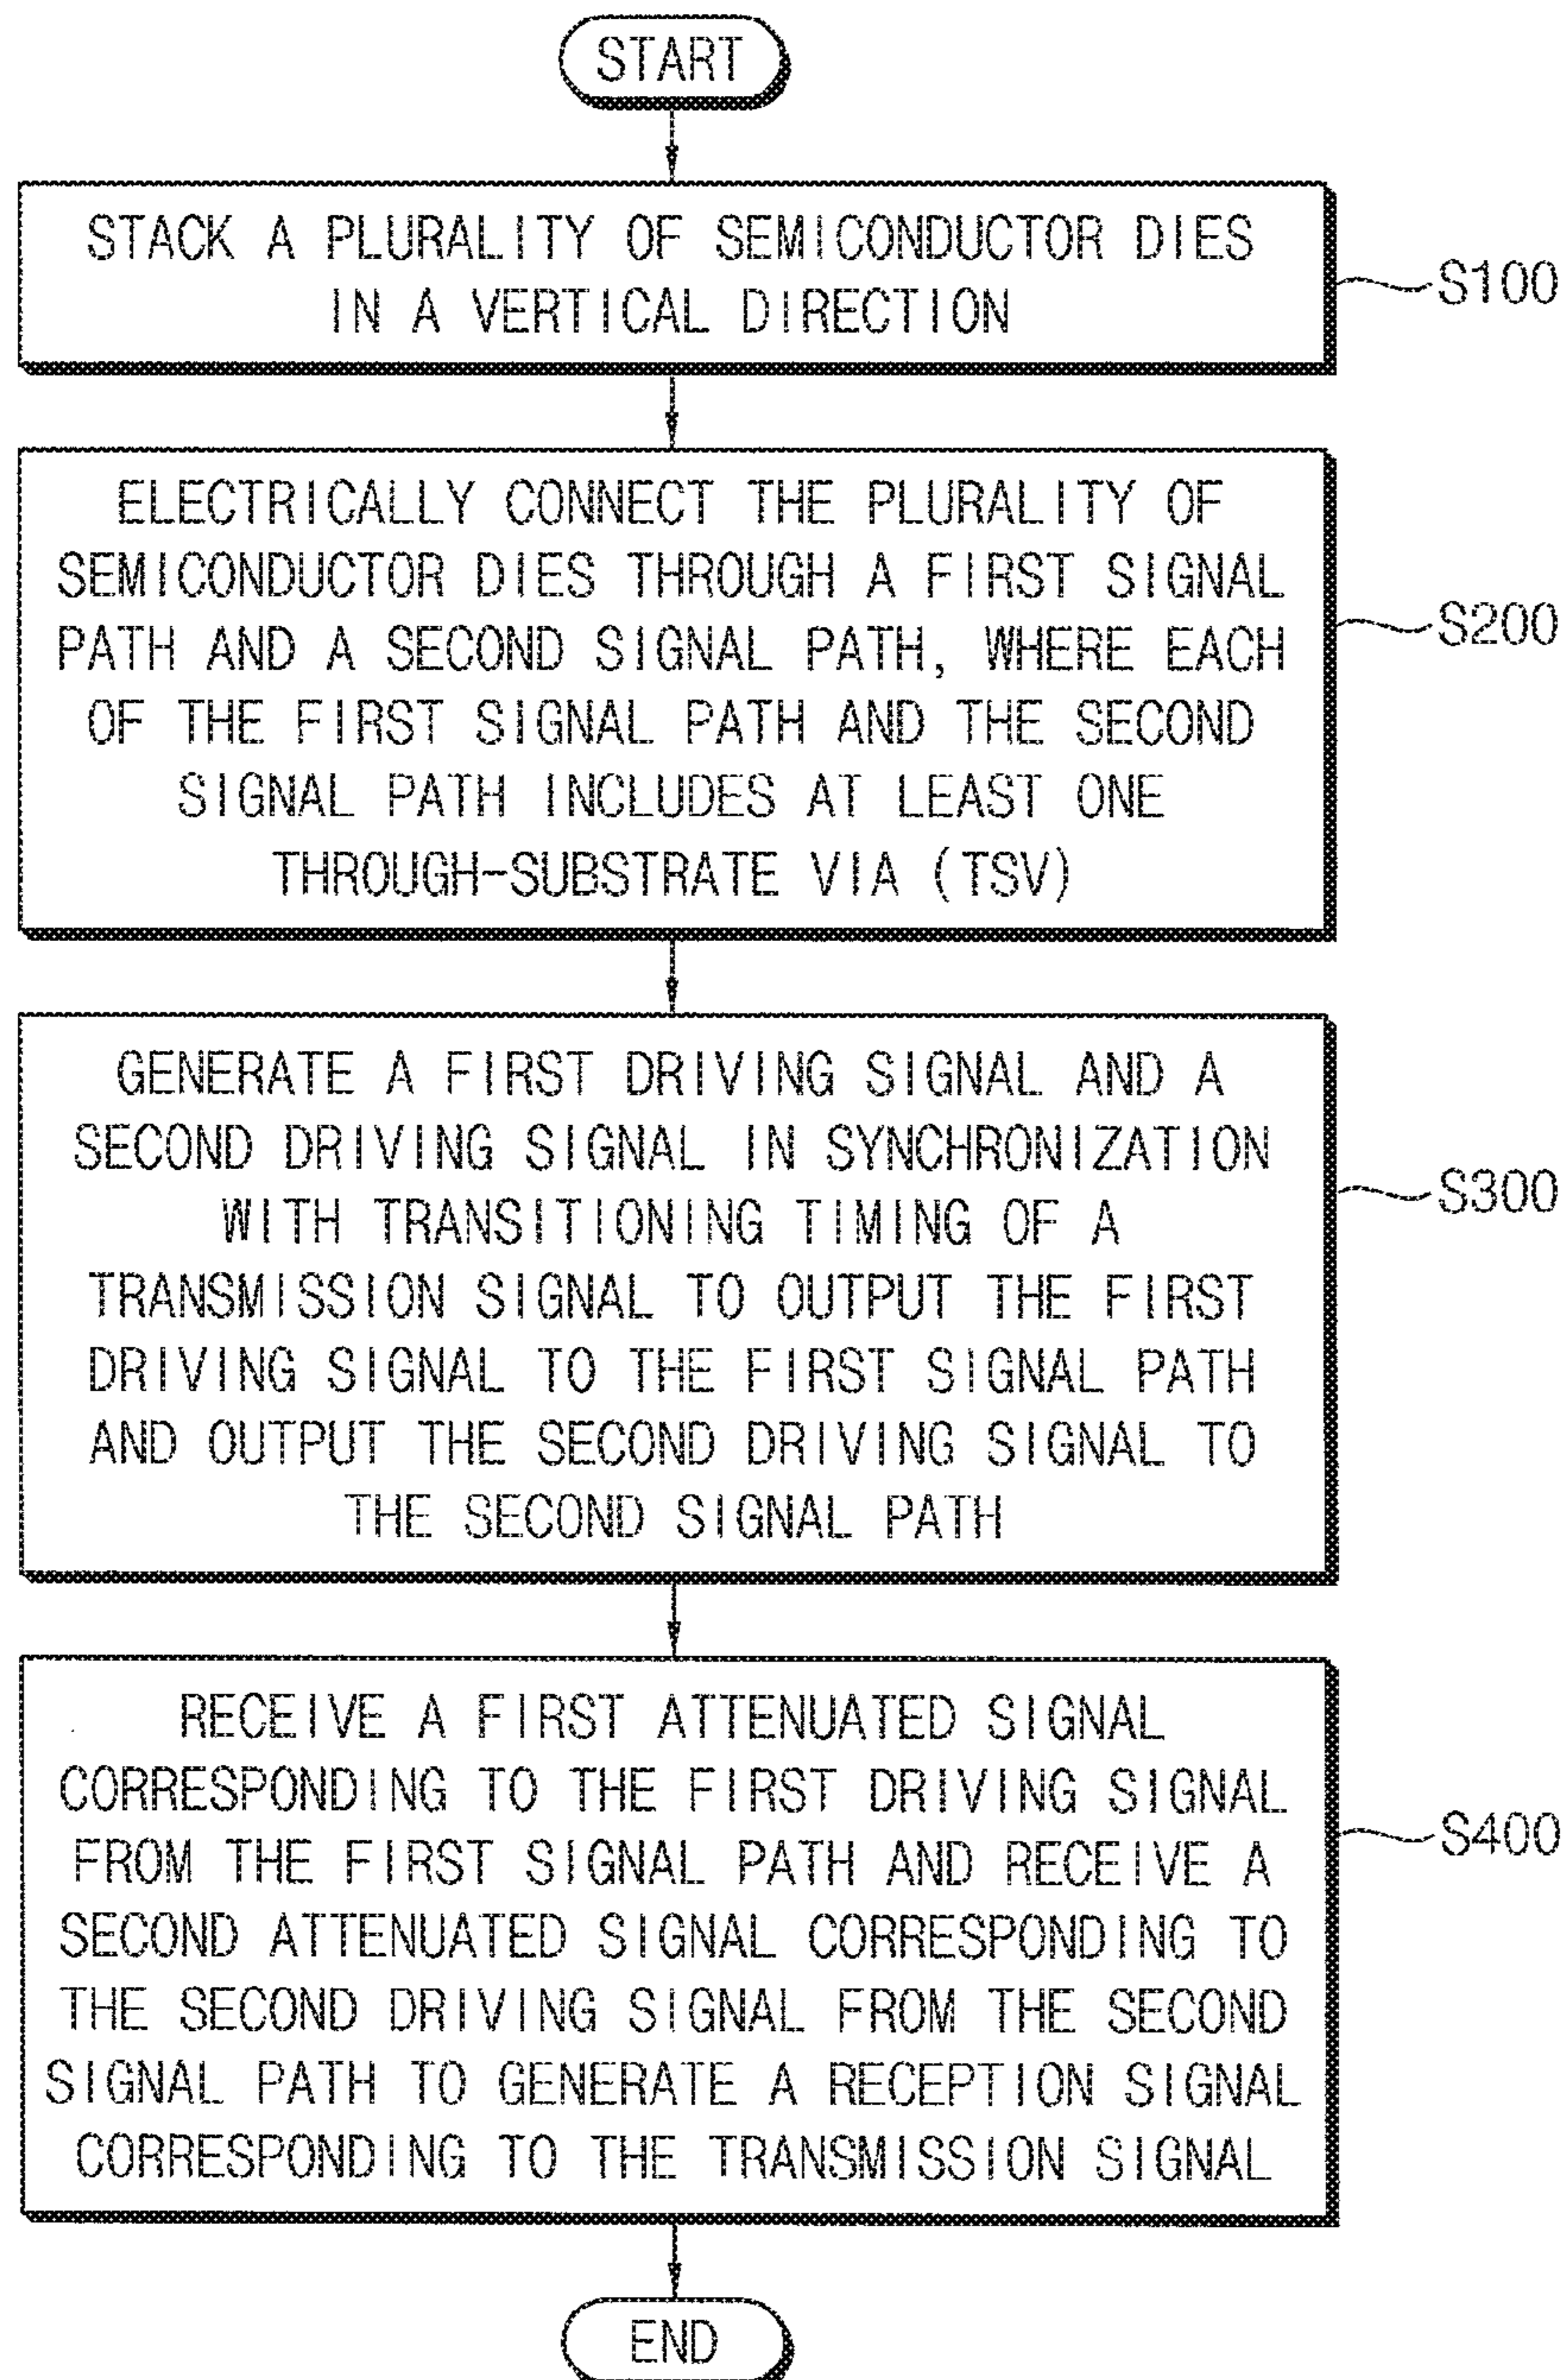 START
STACK A PLURALITY OF SEMICONDUCTOR DIES
IN A VERTICAL DIRECTION
S100
ELECTRICALLY CONNECT THE PLURALITY OF
SEMICONDUCTOR DIES THROUGH A FIRST SIGNAL
PATH AND A SECOND SIGNAL PATH, WHERE EACH
OF THE FIRST SIGNAL PATH AND THE SECOND
SIGNAL PATH INCLUDES AT LEAST ONE
THROUGH-SUBSTRATE VIA (TSV)
S200
GENERATE A FIRST DRIVING SIGNAL AND A
SECOND DRIVING SIGNAL IN SYNCHRONIZATION
WITH TRANSITIONING TIMING OF A
TRANSMISSION SIGNAL TO OUTPUT THE FIRST
DRIVING SIGNAL TO THE FIRST SIGNAL PATH
AND OUTPUT THE SECOND DRIVING SIGNAL TO
THE SECOND SIGNAL PATH
S300
RECEIVE A FIRST ATTENUATED SIGNAL
CORRESPONDING TO THE FIRST DRIVING SIGNAL
FROM THE FIRST SIGNAL PATH AND RECEIVE A
SECOND ATTENUATED SIGNAL CORRESPONDING TO
THE SECOND DRIVING SIGNAL FROM THE SECOND
SIGNAL PATH TO GENERATE A RECEPTION SIGNAL
CORRESPONDING TO THE TRANSMISSION SIGNAL
S400
END